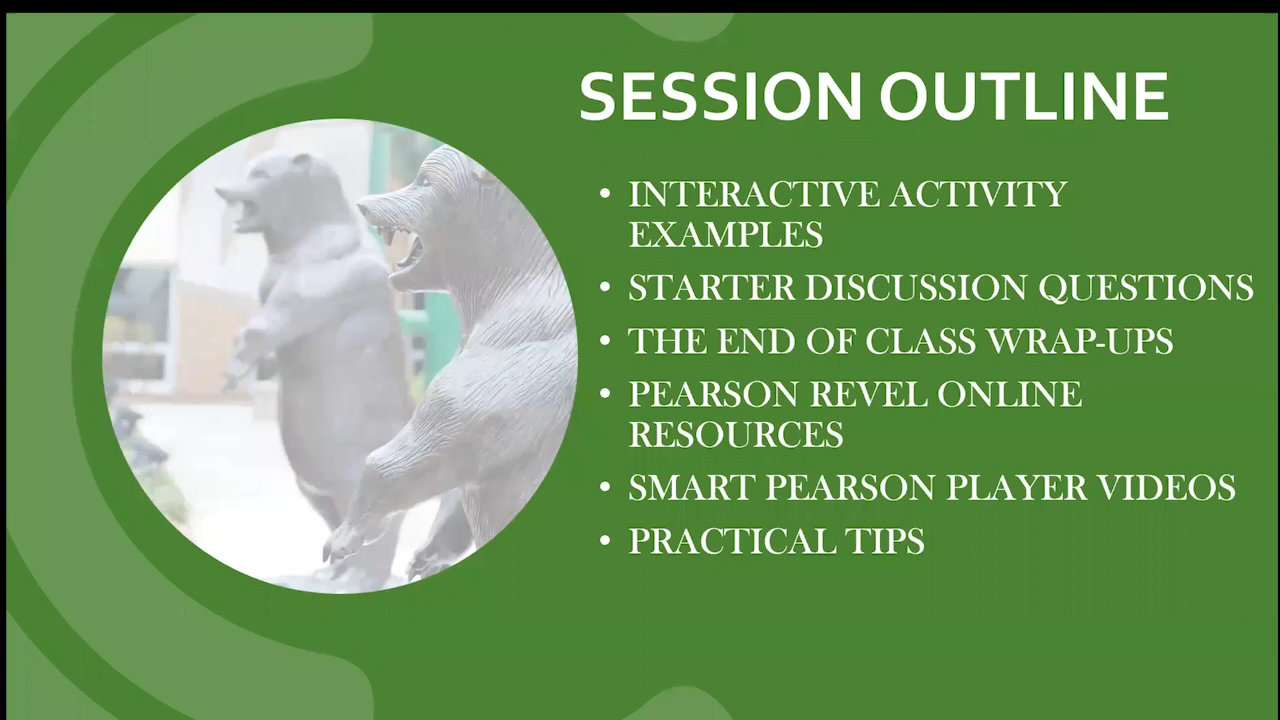 SESSION OUTLINE
• INTERACTIVE ACTIVITY
EXAMPLES
• STARTER DISCUSSION QUESTIONS
• THE END OF CLASS WRAP-UPS
• PEARSON REVEL ONLINE
RESOURCES
• SMART PEARSON PLAYER VIDEOS
• PRACTICAL TIPS